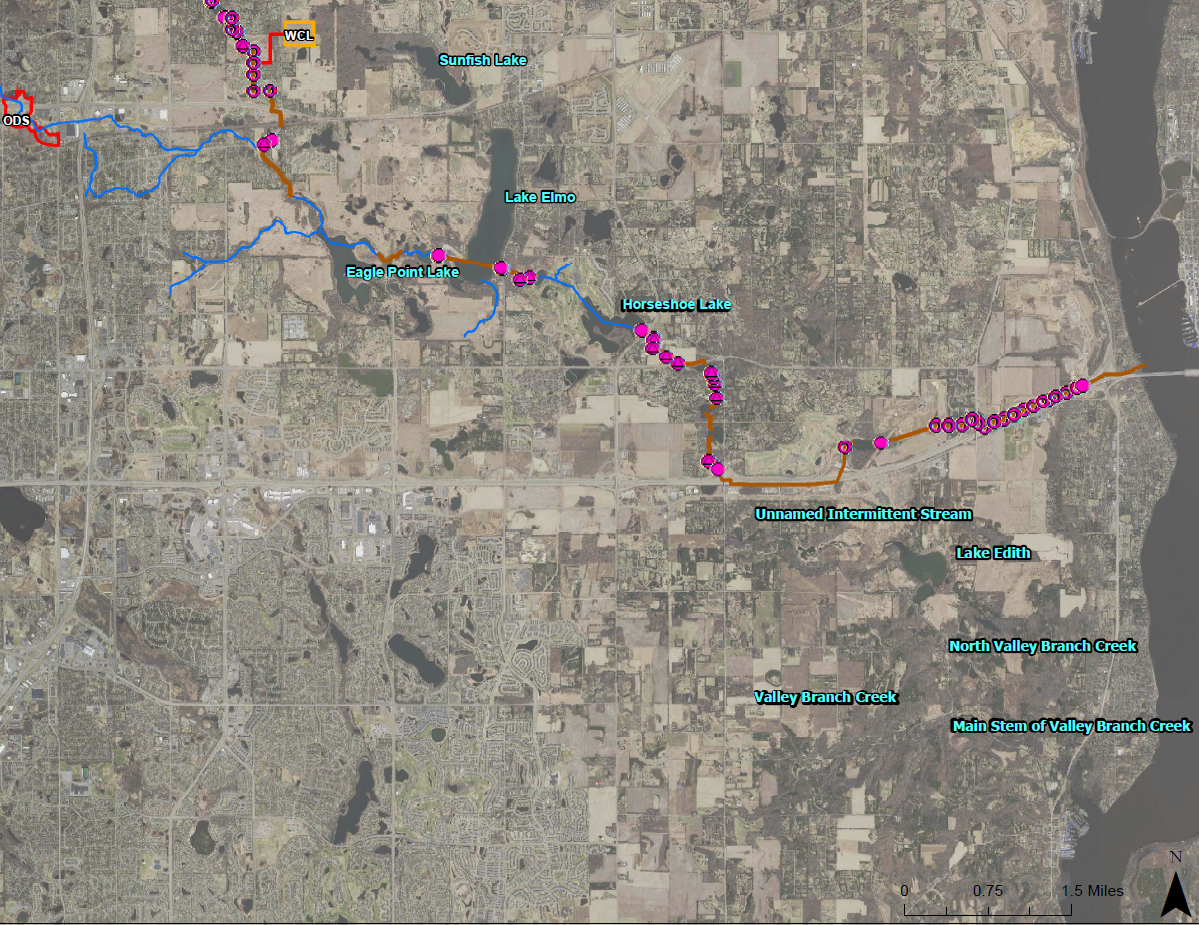 WCL
Sunfish Lake
ODS
Lake Elmo
Eagle Point Lake
Horseshoe Lake
Unnamed Intermittent Stream
Lake Edith
North Valley Branch Creek
Valley Branch Creek
Main Stem of Valley Branch Creek
N
0 0.75 1.5 Miles